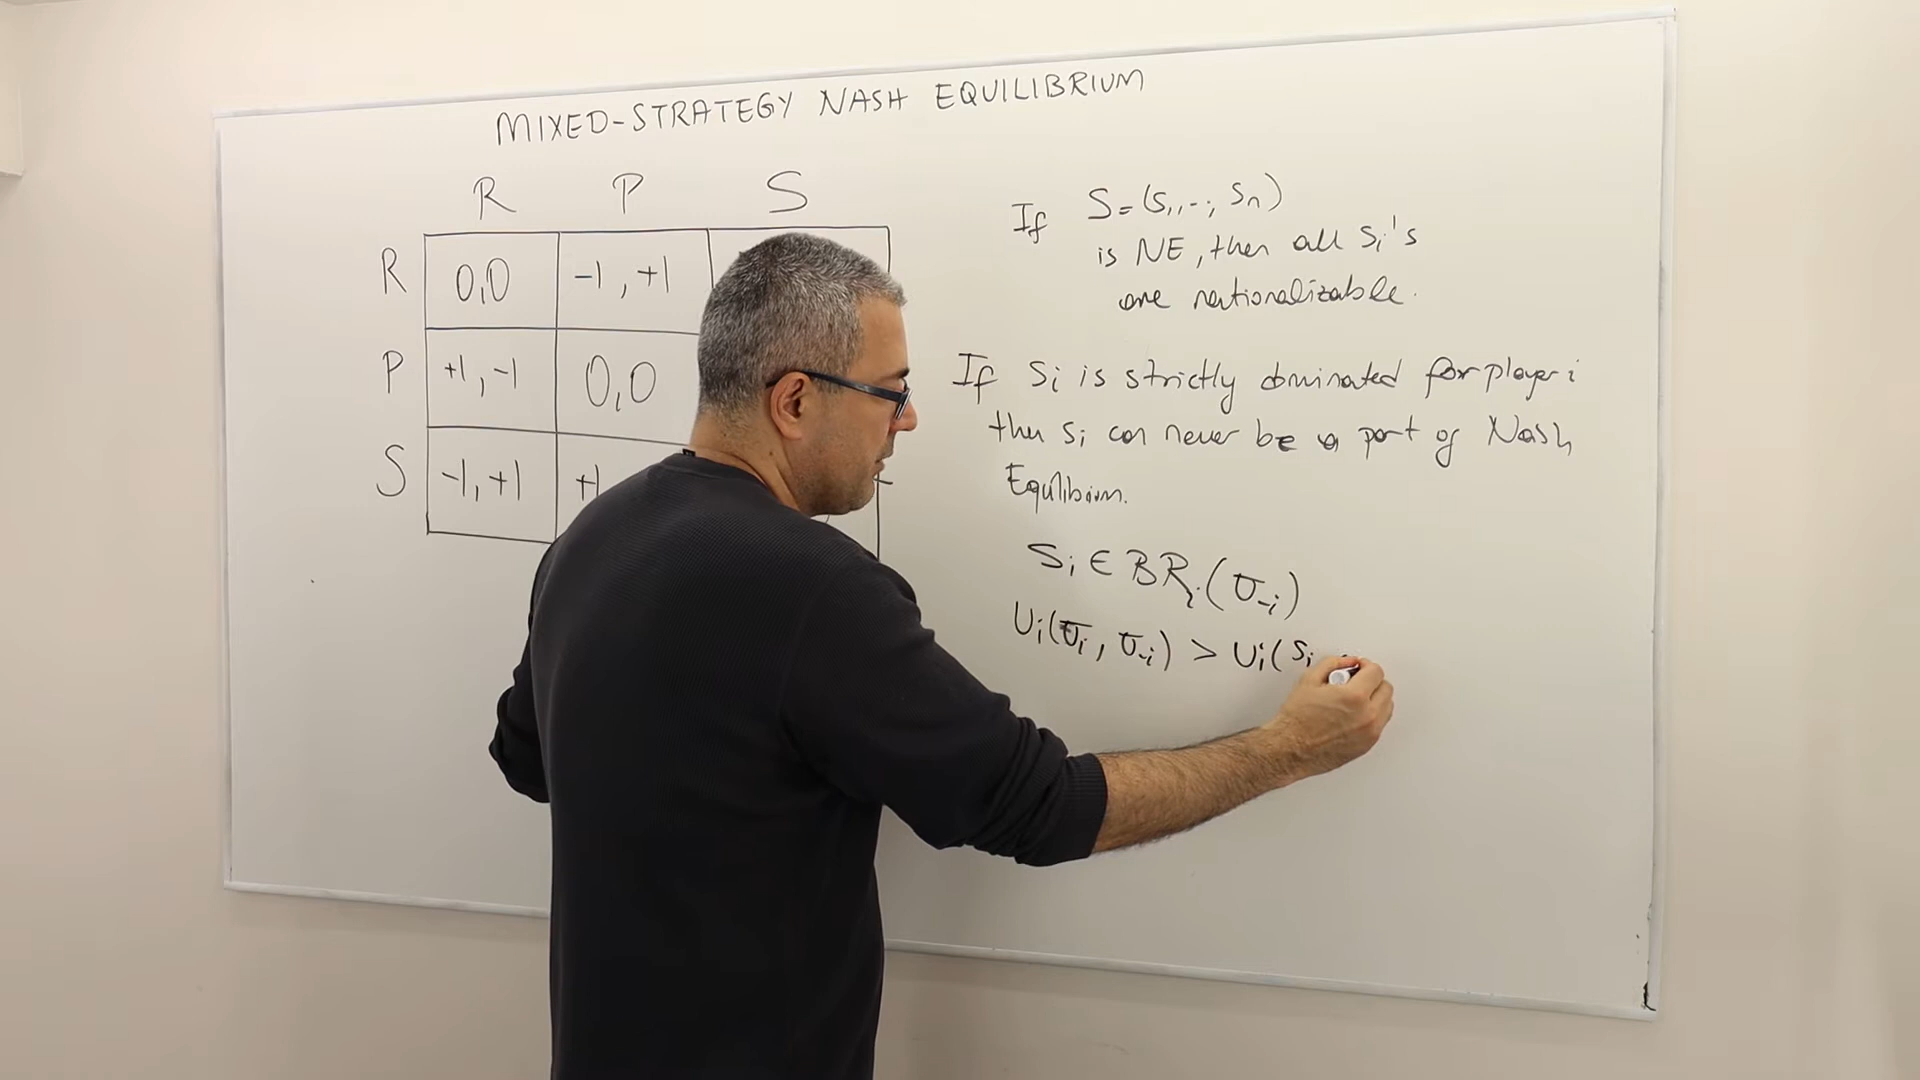 MIXED-STRATEGY NASH EQUILIBRIUM
R P S
R 0,0 -1, +1
P +1, -1 0,0
S -1, +1 +1
If S=(s₁,..., sₙ)
is NE, then all sᵢ's
are rationalizable.
If sᵢ is strictly dominated for player i
then sᵢ can never be a part of Nash
Equilibrium.
Sᵢ ∈ BRᵢ(σ₋ᵢ)
Uᵢ(σᵢ, σ₋ᵢ) > Uᵢ(sᵢ